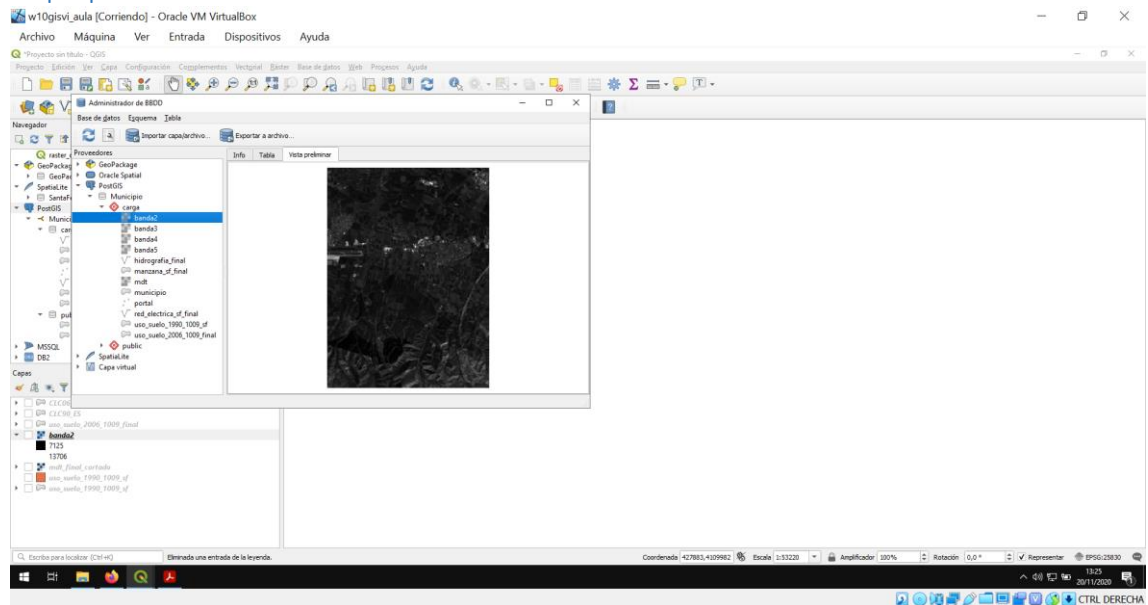 w10gisvi_aula [Corriendo] - Oracle VM VirtualBox
Archivo Máquina Ver Entrada Dispositivos Ayuda
*Proyecto sin título - QGIS
Proyecto Edición Ver Capa Configuración Complementos Vectorial Ráster Base de datos Web Procesos Ayuda
Administrador de BBDD
Base de datos Esquema Tabla
Importar capa/archivo... Exportar a archivo...
Navegador
Proveedores
Info Tabla Vista preliminar
GeoPackage
Oracle Spatial
PostGIS
Municipio
carga
banda2
banda3
banda4
banda5
hidrografia_final
manzana_sf_final
mdt
municipio
portal
red_electrica_sf_final
uso_suelo_1990_1009_sf
uso_suelo_2006_1009_final
public
SpatiaLite
Capa virtual
SpatiaLite
PostGIS
MSSQL
DB2
Capas
CLC90_ES
uso_suelo_2006_1009_final
banda2
7125
13706
mdt_final_cortado
uso_suelo_1990_1009_sf
uso_suelo_1990_1009_sf
Escriba para localizar (Ctrl+K) Eliminada una entrada de la leyenda. Coordenada 427883,4109982 Escala 1:53220 Amplificador 100% Rotación 0,0 ° Representar EPSG:25830
13:25
20/11/2020
CTRL DERECHA